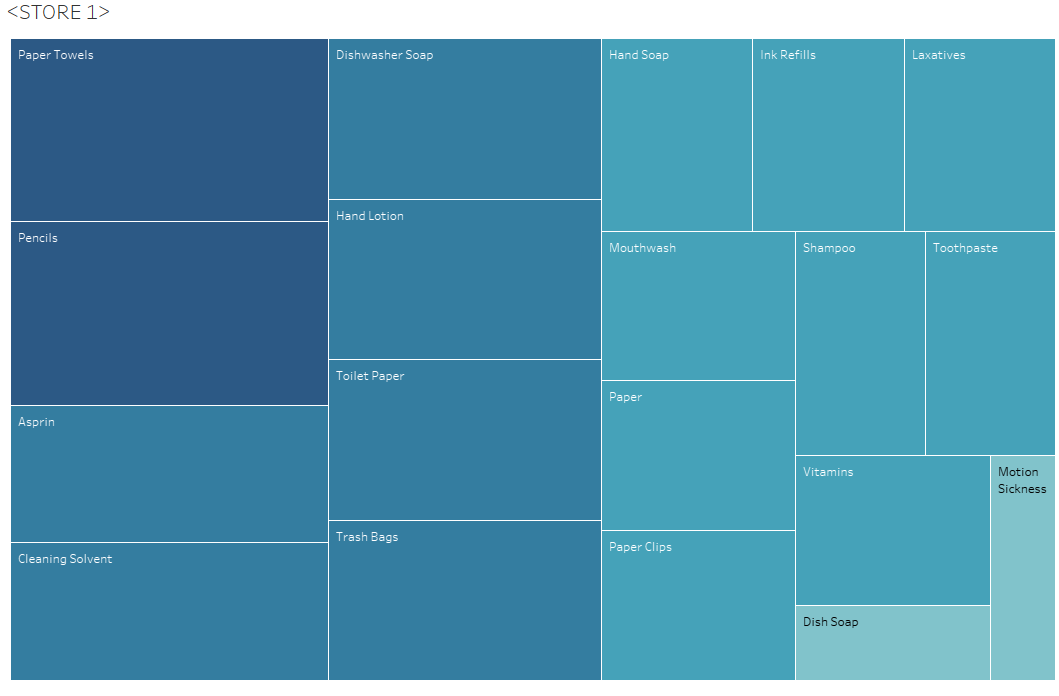 <STORE 1>
Paper Towels
Pencils
Asprin
Cleaning Solvent
Dishwasher Soap
Hand Lotion
Toilet Paper
Trash Bags
Hand Soap
Ink Refills
Laxatives
Mouthwash
Shampoo
Toothpaste
Paper
Paper Clips
Vitamins
Motion
Sickness
Dish Soap